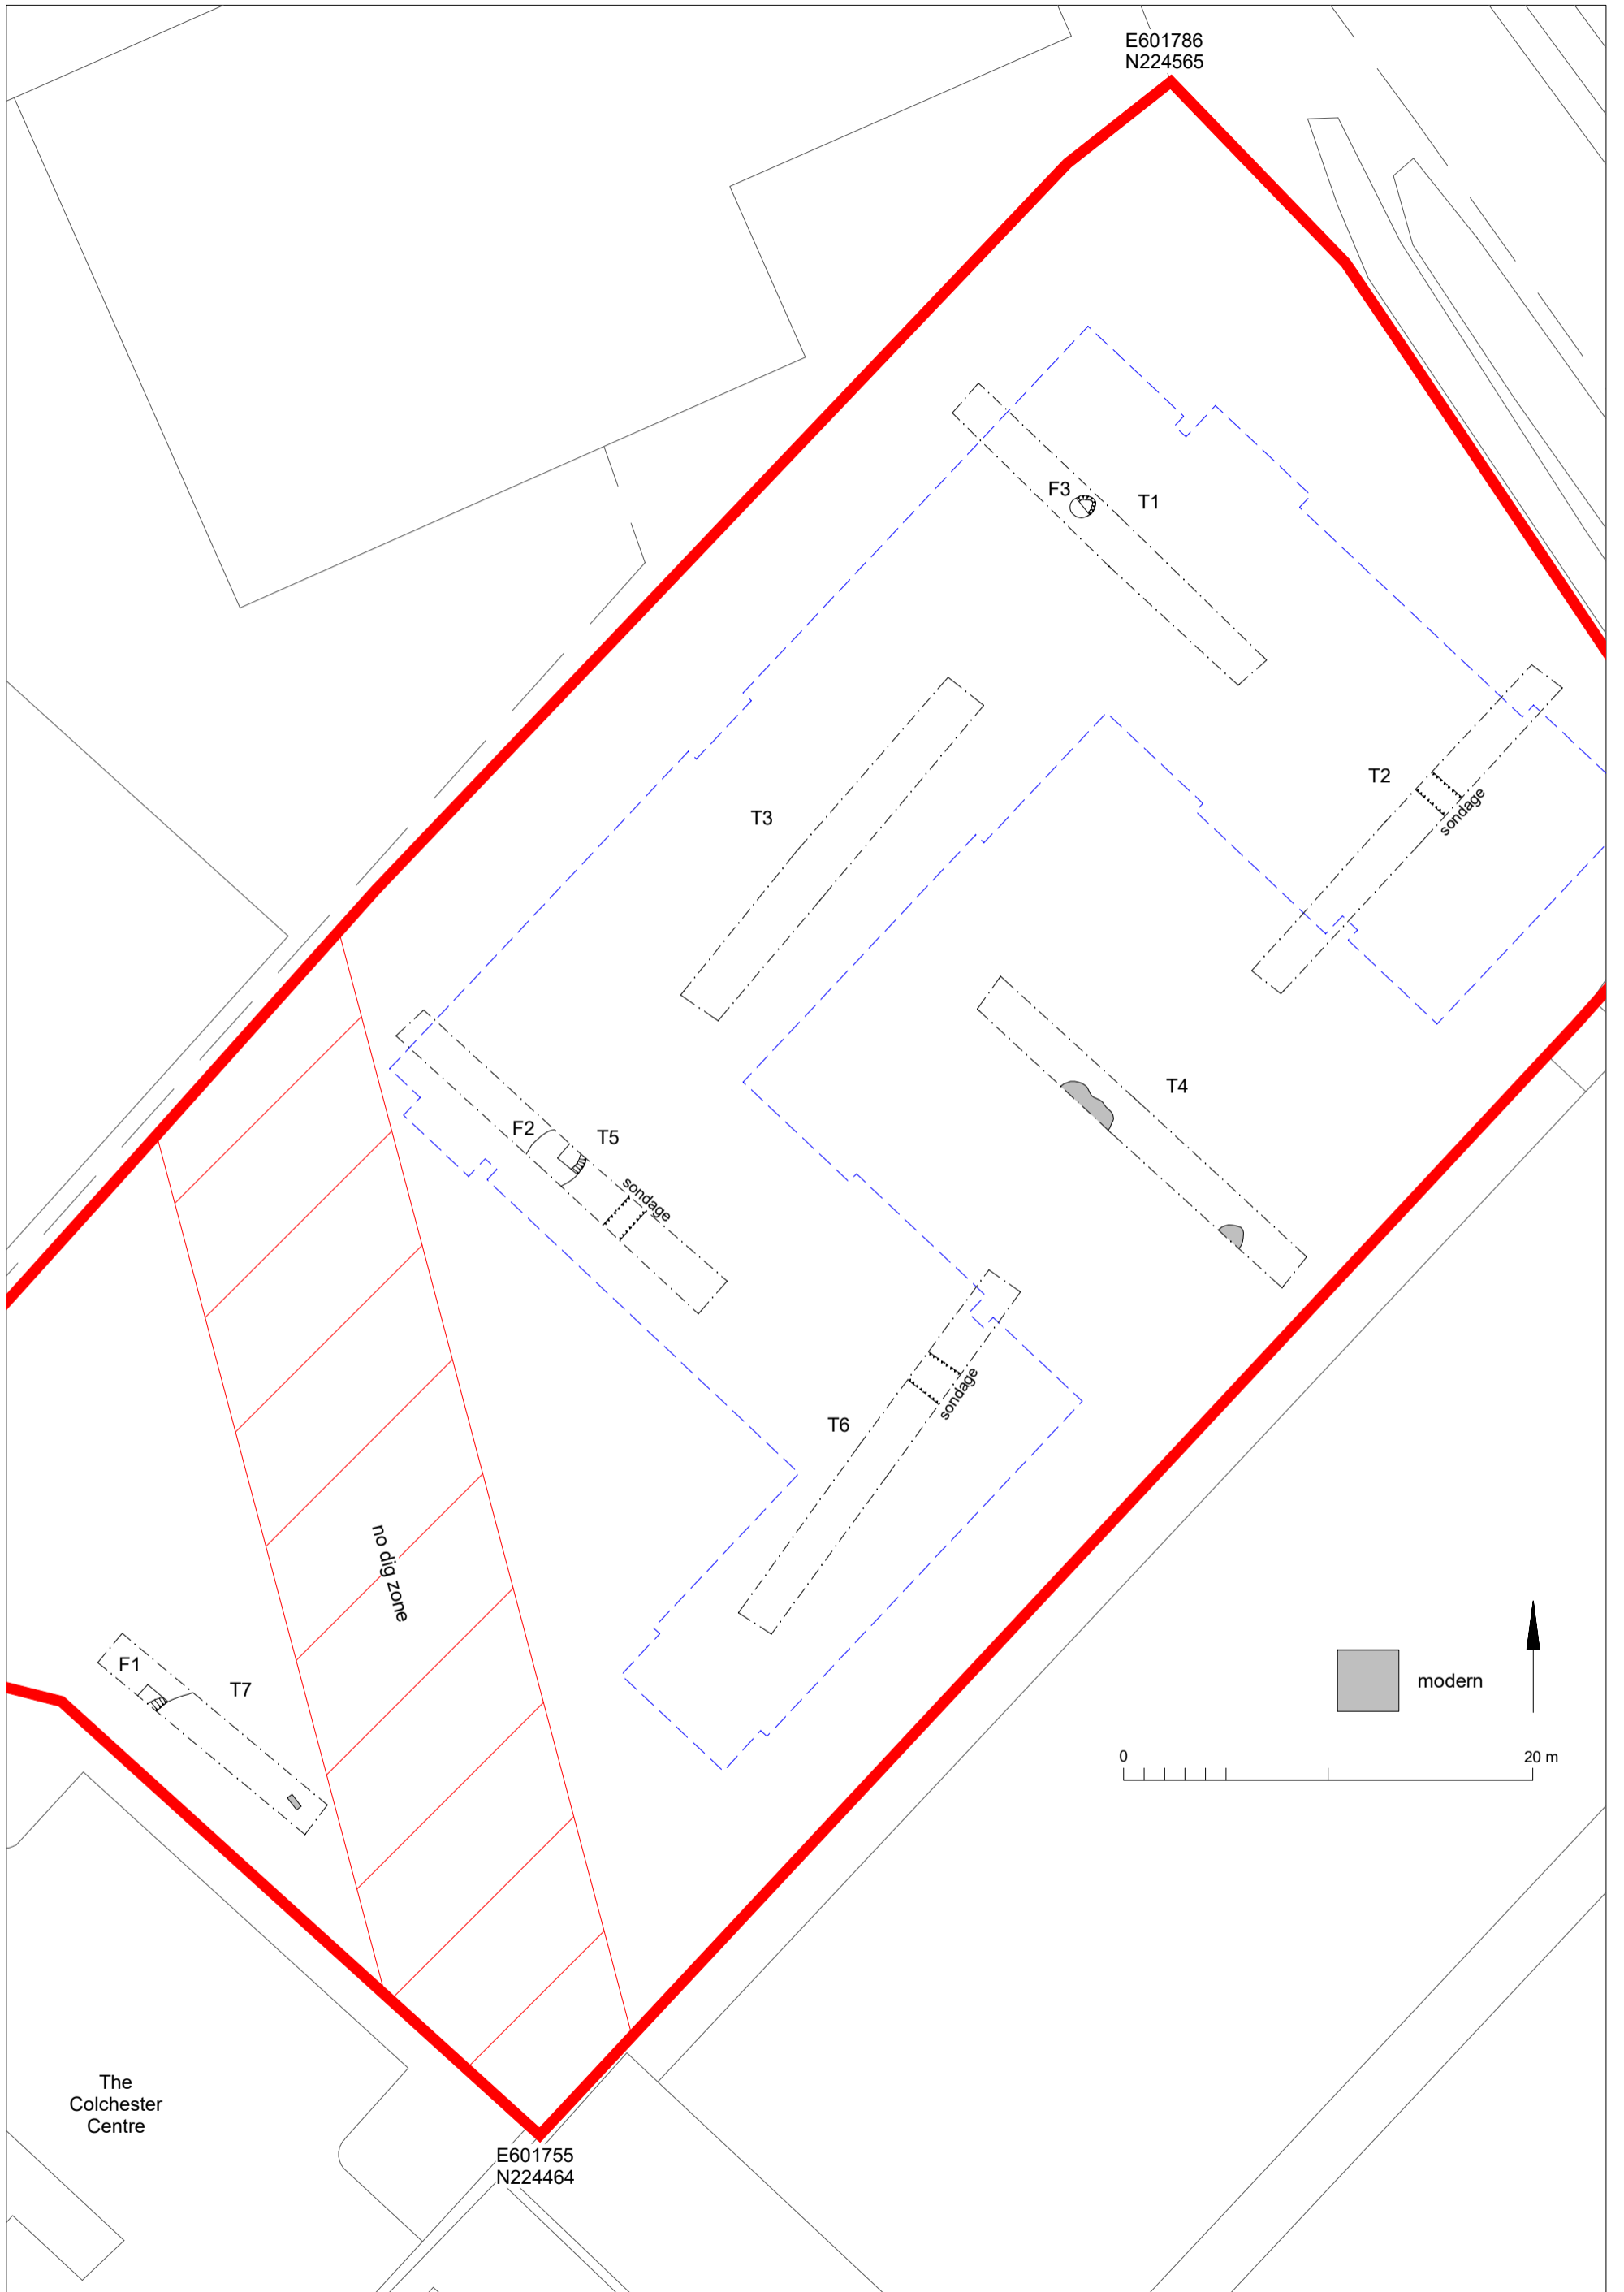 E601786
N224565
F3
T1
T2
sondage
T3
T4
F2
T5
sondage
T6
sondage
no dig zone
F1
T7
modern
0
20 m
The
Colchester
Centre
E601755
N224464